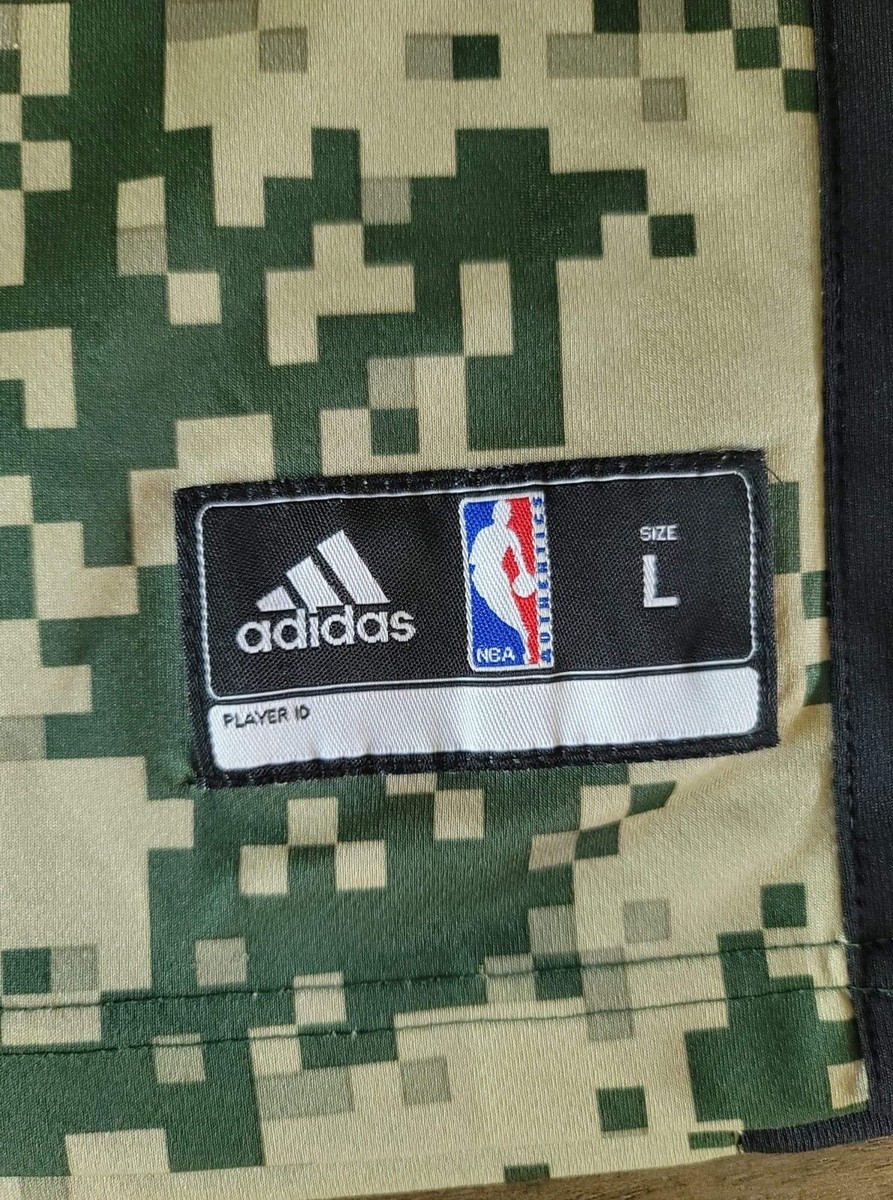 adidas
NBA
AUTHENTICS
SIZE
L
PLAYER ID